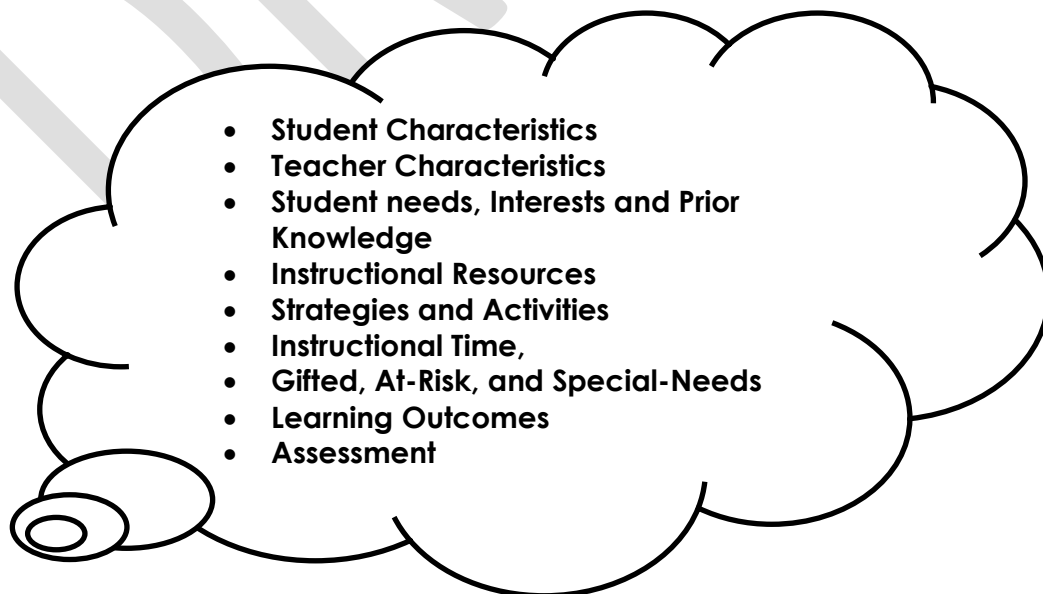 • Student Characteristics
• Teacher Characteristics
• Student needs, Interests and Prior
Knowledge
• Instructional Resources
• Strategies and Activities
• Instructional Time,
• Gifted, At-Risk, and Special-Needs
• Learning Outcomes
• Assessment